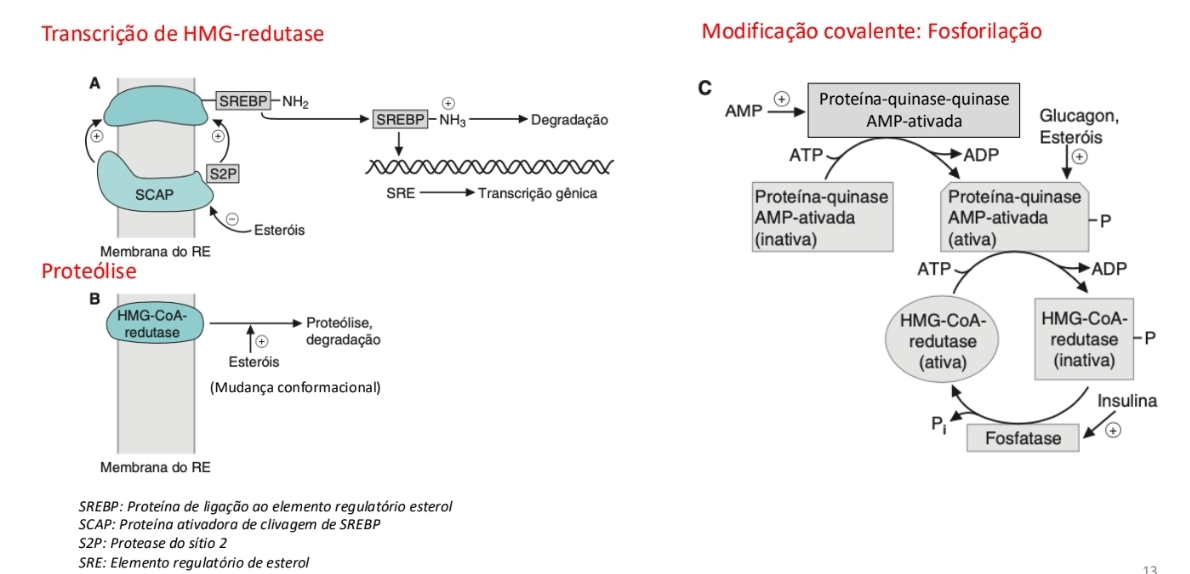 Transcrição de HMG-redutase
A
SREBP
NH₂
+
+
SCAP
S2P
−
Esteróis
Membrana do RE
SREBP
+
NH₃
Degradação
SRE
Transcrição gênica
Proteólise
B
HMG-CoA-
redutase
Proteólise,
degradação
+
Esteróis
(Mudança conformacional)
Membrana do RE
SREBP: Proteína de ligação ao elemento regulatório esterol
SCAP: Proteína ativadora de clivagem de SREBP
S2P: Protease do sítio 2
SRE: Elemento regulatório de esterol
Modificação covalente: Fosforilação
C
AMP
+
Proteína-quinase-quinase
AMP-ativada
Glucagon,
Esteróis
+
ATP
ADP
Proteína-quinase
AMP-ativada
(inativa)
Proteína-quinase
AMP-ativada
(ativa)
P
ATP
ADP
HMG-CoA-
redutase
(ativa)
HMG-CoA-
redutase
(inativa)
P
Insulina
+
Pi
Fosfatase
13